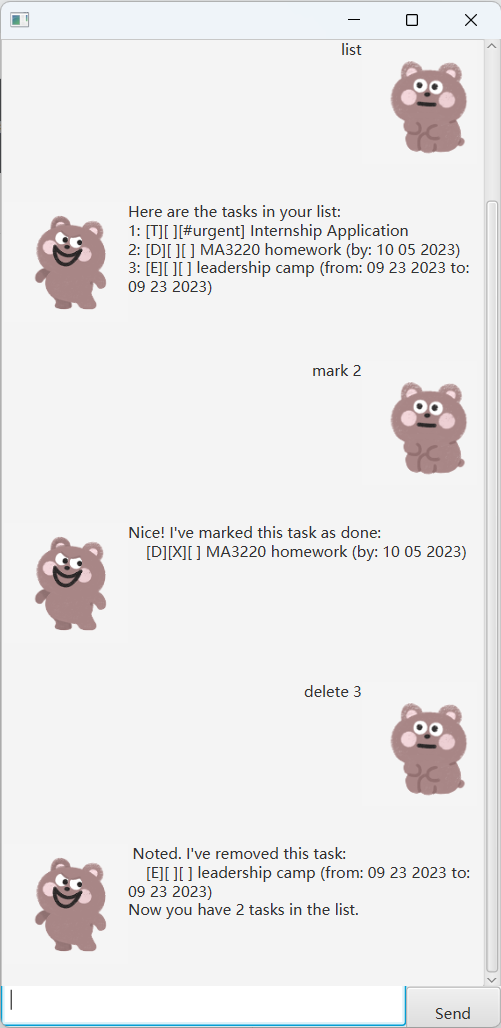 list
Here are the tasks in your list:
1: [T][ ][#urgent] Internship Application
2: [D][ ][ ] MA3220 homework (by: 10 05 2023)
3: [E][ ][ ] leadership camp (from: 09 23 2023 to:
09 23 2023)
mark 2
Nice! I've marked this task as done:
[D][X][ ] MA3220 homework (by: 10 05 2023)
delete 3
Noted. I've removed this task:
[E][ ][ ] leadership camp (from: 09 23 2023 to:
09 23 2023)
Now you have 2 tasks in the list.
Send